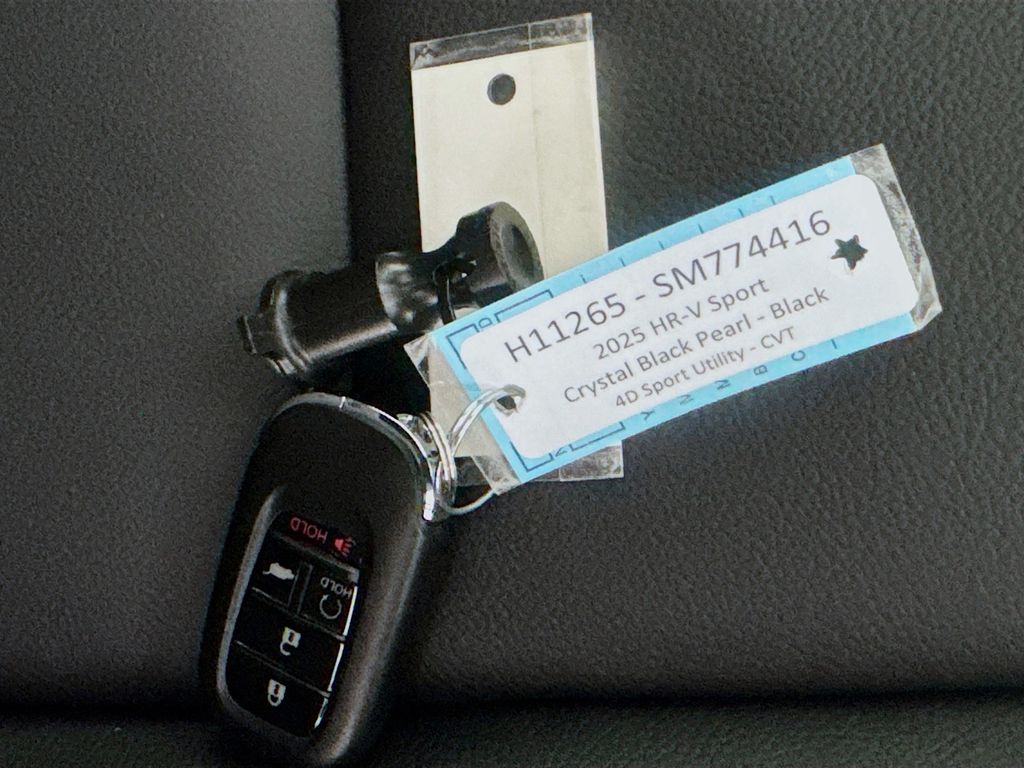 H11265 - SM774416
2025 HR-V Sport
Crystal Black Pearl - Black
4D Sport Utility - CVT
HOLD
HOLD